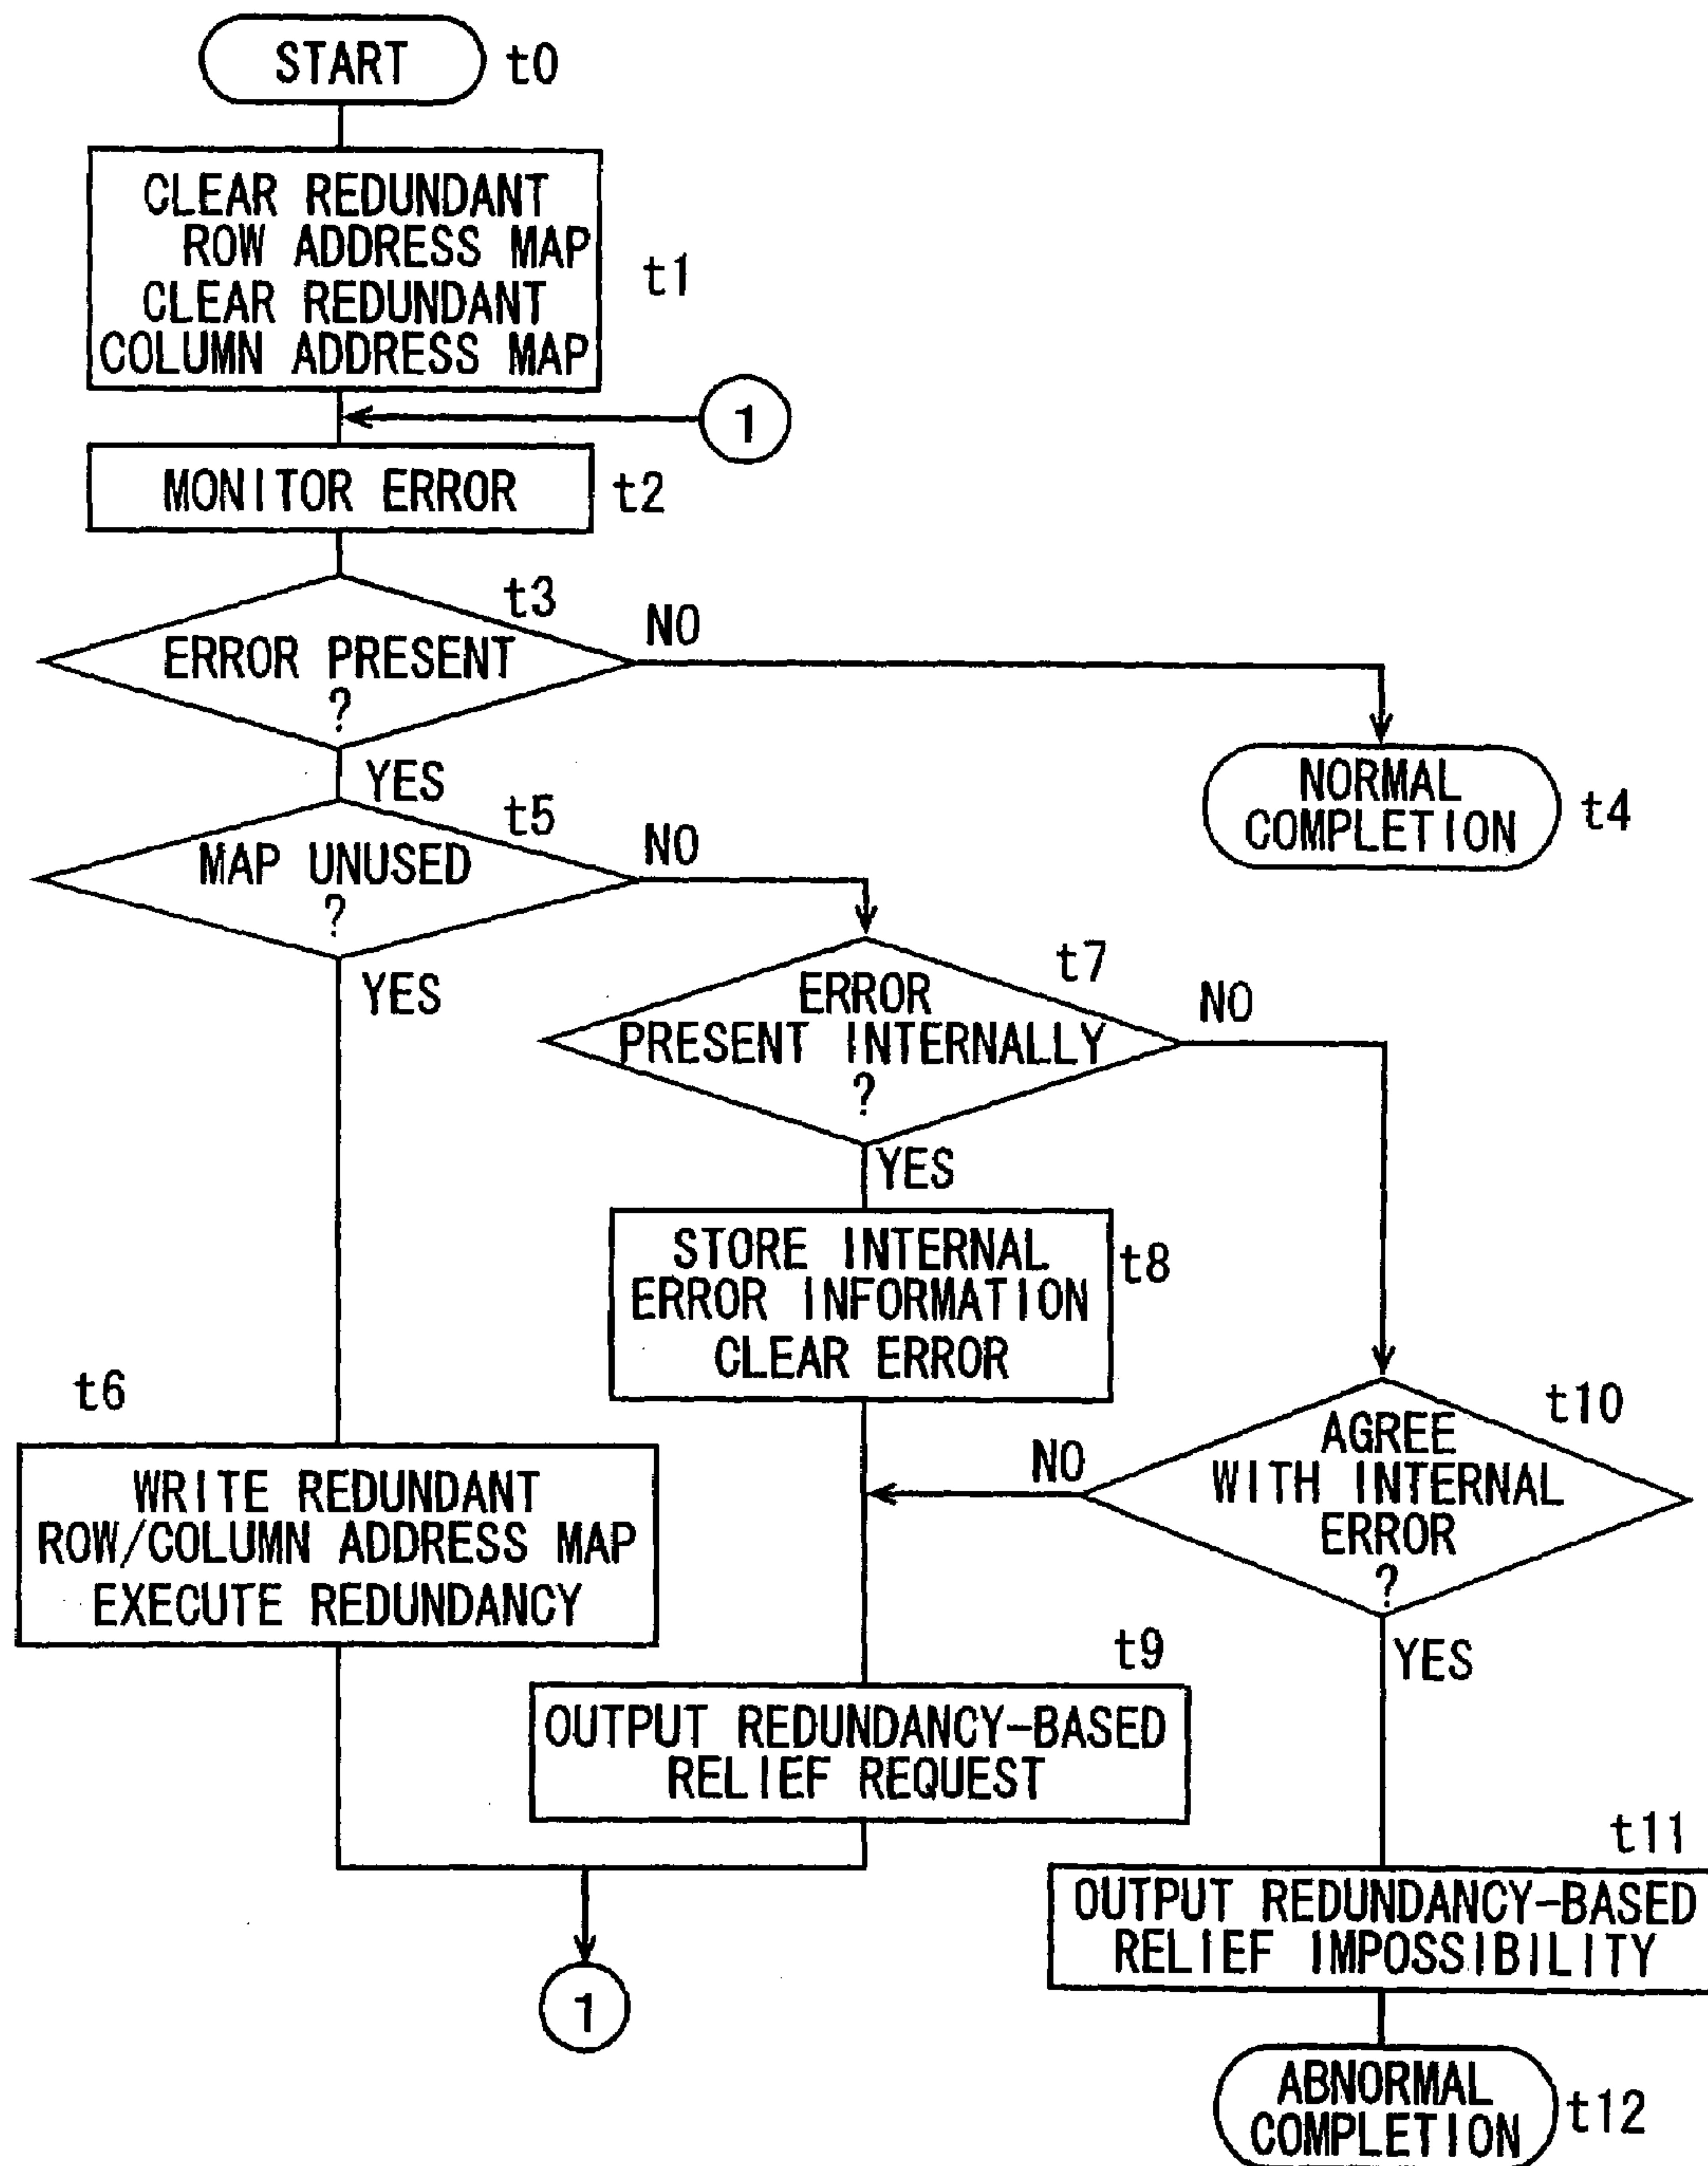 START t0
CLEAR REDUNDANT
ROW ADDRESS MAP
CLEAR REDUNDANT
COLUMN ADDRESS MAP
t1
1
MONITOR ERROR t2
t3
ERROR PRESENT
?
NO
YES
NORMAL
COMPLETION
t4
t5
MAP UNUSED
?
NO
YES
t7
ERROR
PRESENT INTERNALLY
?
NO
YES
STORE INTERNAL
ERROR INFORMATION
CLEAR ERROR
t8
t6
WRITE REDUNDANT
ROW/COLUMN ADDRESS MAP
EXECUTE REDUNDANCY
t10
AGREE
WITH INTERNAL
ERROR
?
NO
YES
t9
OUTPUT REDUNDANCY-BASED
RELIEF REQUEST
t11
OUTPUT REDUNDANCY-BASED
RELIEF IMPOSSIBILITY
1
ABNORMAL
COMPLETION
t12